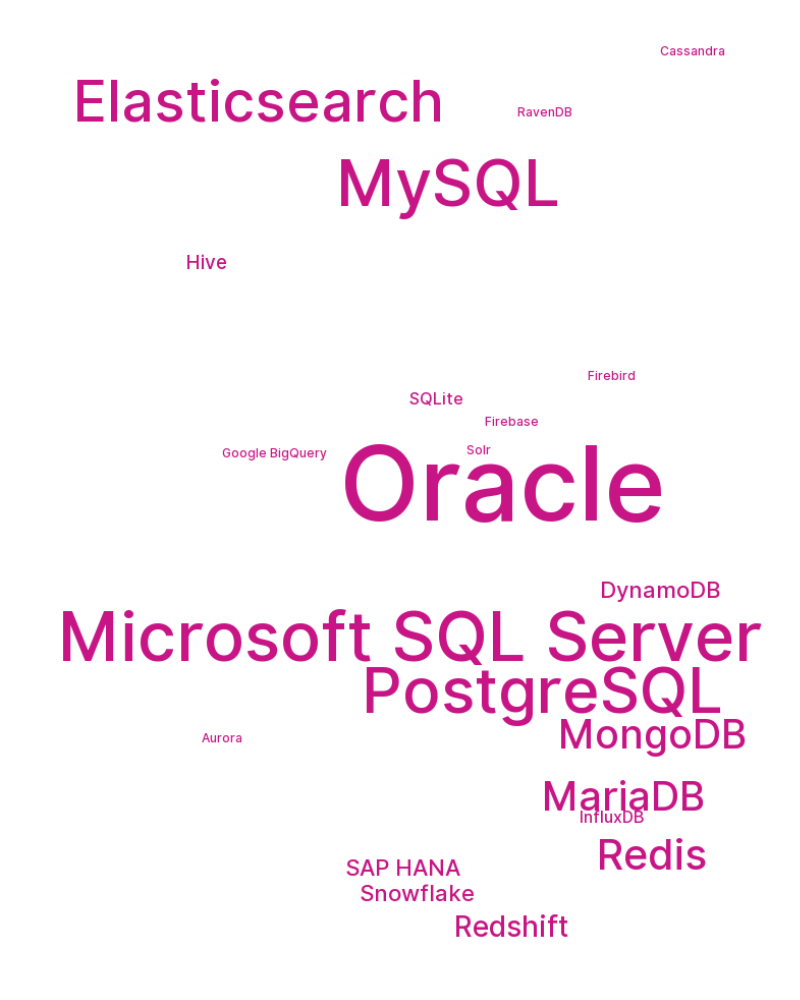 Cassandra
Elasticsearch
RavenDB
MySQL
Hive
Firebird
SQLite
Firebase
Solr
Google BigQuery
Oracle
DynamoDB
Microsoft SQL Server
PostgreSQL
MongoDB
Aurora
MariaDB
InfluxDB
Redis
SAP HANA
Snowflake
Redshift